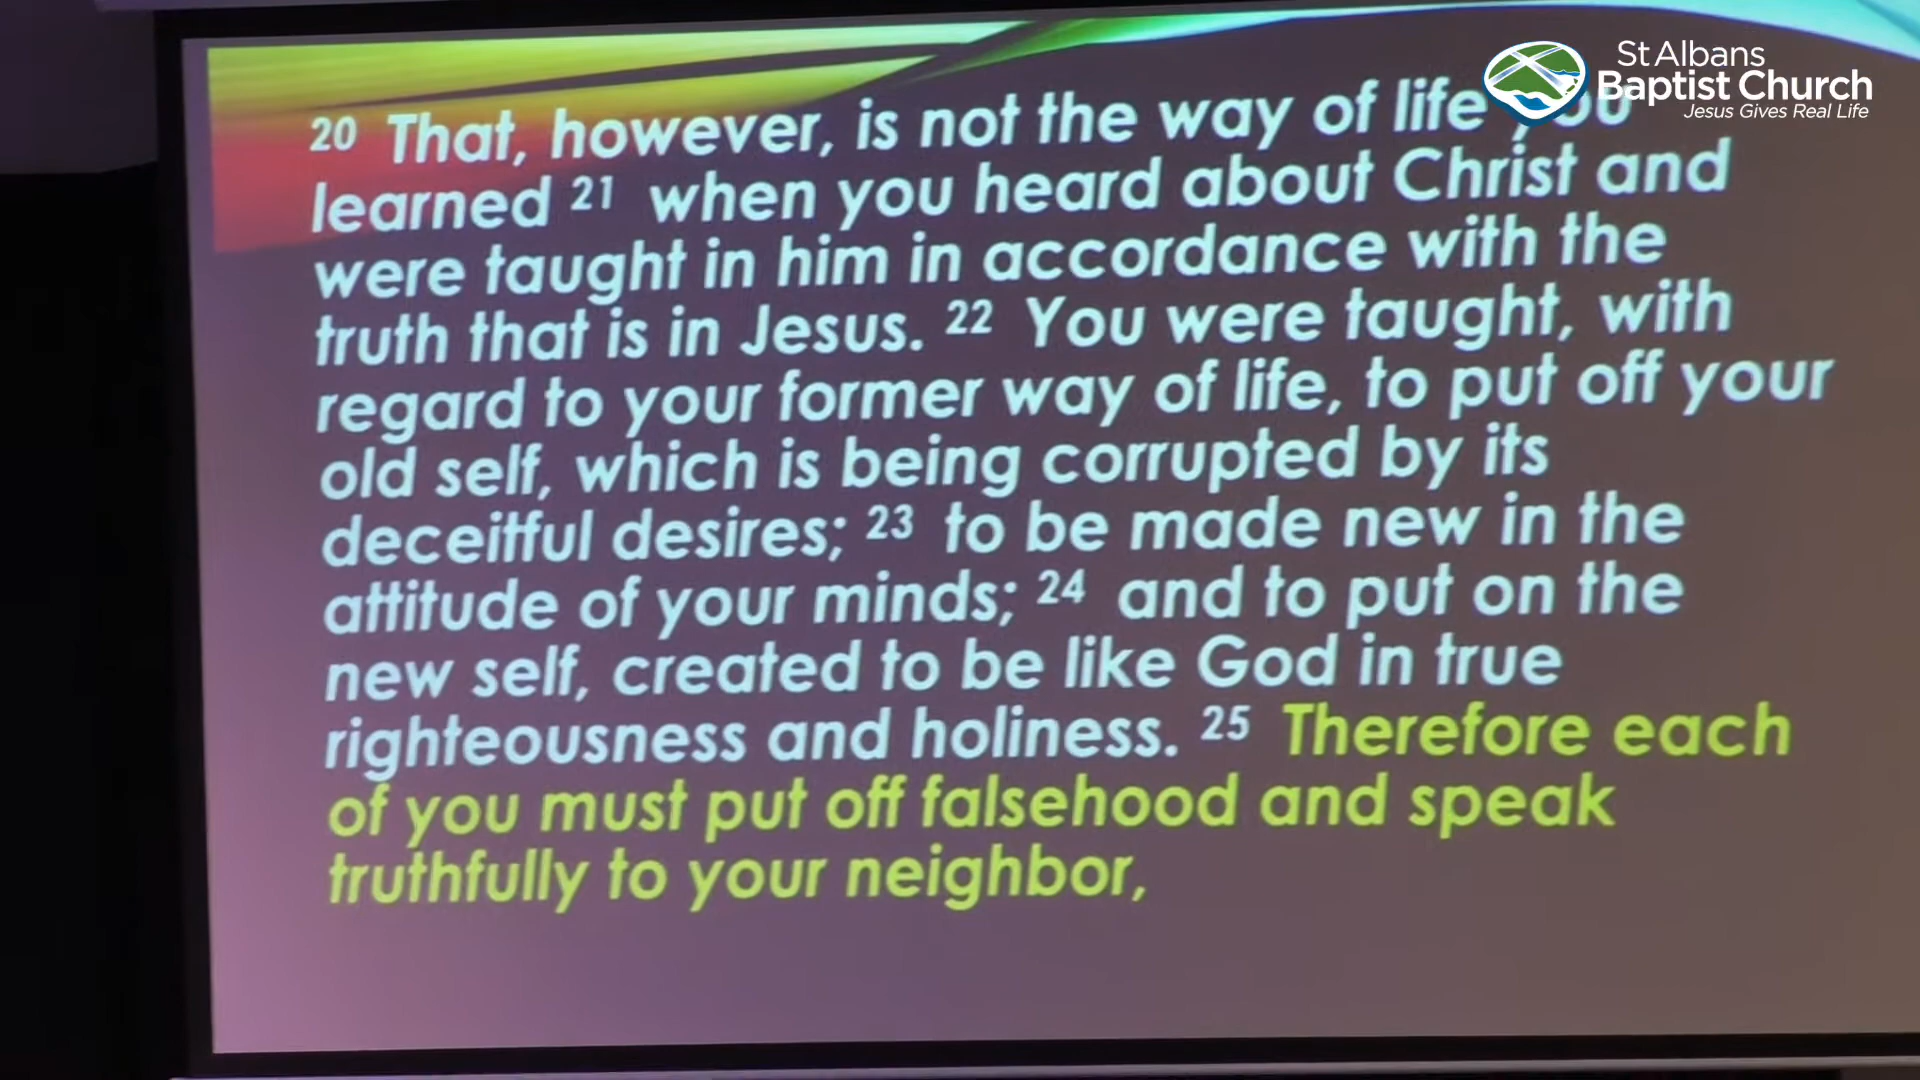 St Albans
Baptist Church
Jesus Gives Real Life
20 That, however, is not the way of life
learned 21 when you heard about Christ and
were taught in him in accordance with the
truth that is in Jesus. 22 You were taught, with
regard to your former way of life, to put off your
old self, which is being corrupted by its
deceitful desires; 23 to be made new in the
attitude of your minds; 24 and to put on the
new self, created to be like God in true
righteousness and holiness. 25 Therefore each
of you must put off falsehood and speak
truthfully to your neighbor,